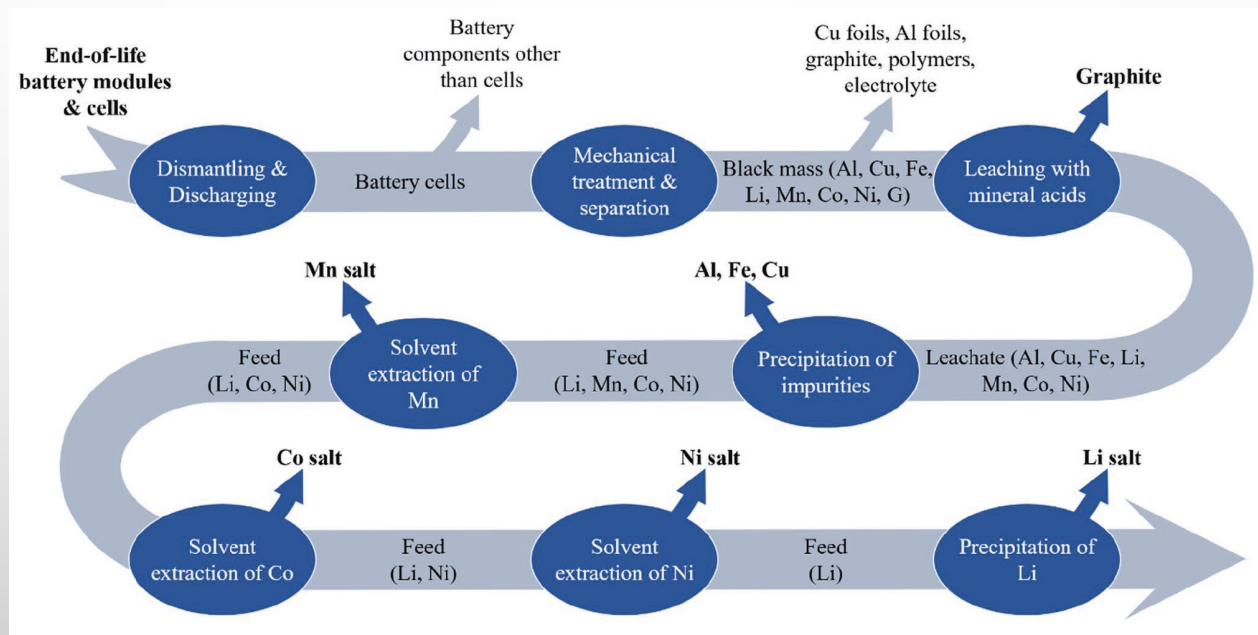 End-of-life
battery modules
& cells
Battery
components other
than cells
Cu foils, Al foils,
graphite, polymers,
electrolyte
Graphite
Dismantling &
Discharging
Battery cells
Mechanical
treatment &
separation
Black mass (Al, Cu, Fe,
Li, Mn, Co, Ni, G)
Leaching with
mineral acids
Mn salt
Al, Fe, Cu
Feed
(Li, Co, Ni)
Solvent
extraction of
Mn
Feed
(Li, Mn, Co, Ni)
Precipitation of
impurities
Leachate (Al, Cu, Fe, Li,
Mn, Co, Ni)
Co salt
Ni salt
Li salt
Solvent
extraction of Co
Feed
(Li, Ni)
Solvent
extraction of Ni
Feed
(Li)
Precipitation of
Li